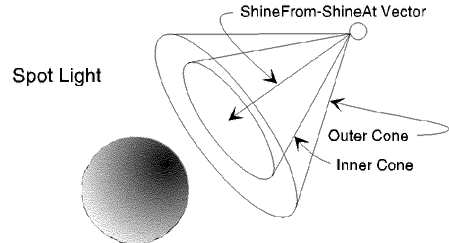 ShineFrom-ShineAt Vector
Spot Light
Outer Cone
Inner Cone